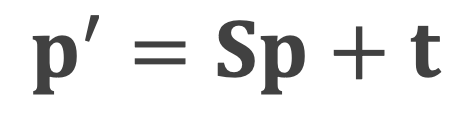 p′ = Sp + t